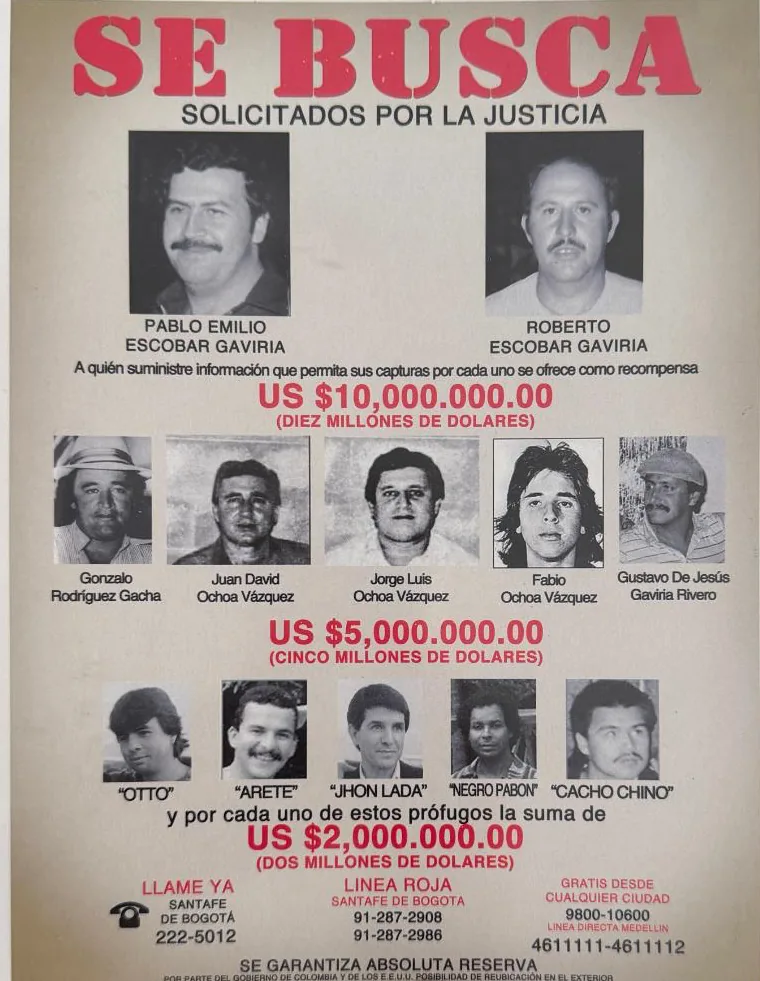 SE BUSCA
SOLICITADOS POR LA JUSTICIA
PABLO EMILIO
ESCOBAR GAVIRIA
ROBERTO
ESCOBAR GAVIRIA
A quién suministre información que permita sus capturas por cada uno se ofrece como recompensa
US $10,000.000.00
(DIEZ MILLONES DE DOLARES)
Gonzalo
Rodríguez Gacha
Juan David
Ochoa Vázquez
Jorge Luis
Ochoa Vázquez
Fabio
Ochoa Vázquez
Gustavo De Jesús
Gaviria Rivero
US $5,000.000.00
(CINCO MILLONES DE DOLARES)
"OTTO"
"ARETE"
"JHON LADA"
"NEGRO PABON"
"CACHO CHINO"
y por cada uno de estos prófugos la suma de
US $2,000.000.00
(DOS MILLONES DE DOLARES)
LLAME YA
SANTAFE
DE BOGOTÁ
222-5012
LINEA ROJA
SANTAFE DE BOGOTA
91-287-2908
91-287-2986
GRATIS DESDE
CUALQUIER CIUDAD
9800-10600
LINEA DIRECTA MEDELLIN
4611111-4611112
SE GARANTIZA ABSOLUTA RESERVA
POR PARTE DEL GOBIERNO DE COLOMBIA Y DE LOS E.E.U.U. POSIBILIDAD DE REUBICACIÓN EN EL EXTERIOR